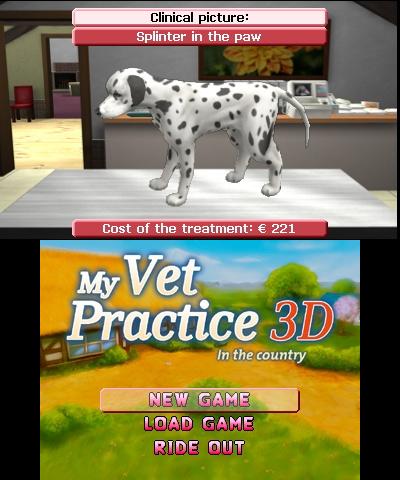 Clinical picture:
Splinter in the paw
Cost of the treatment: € 221
My Vet
Practice 3D
In the country
NEW GAME
LOAD GAME
RIDE OUT